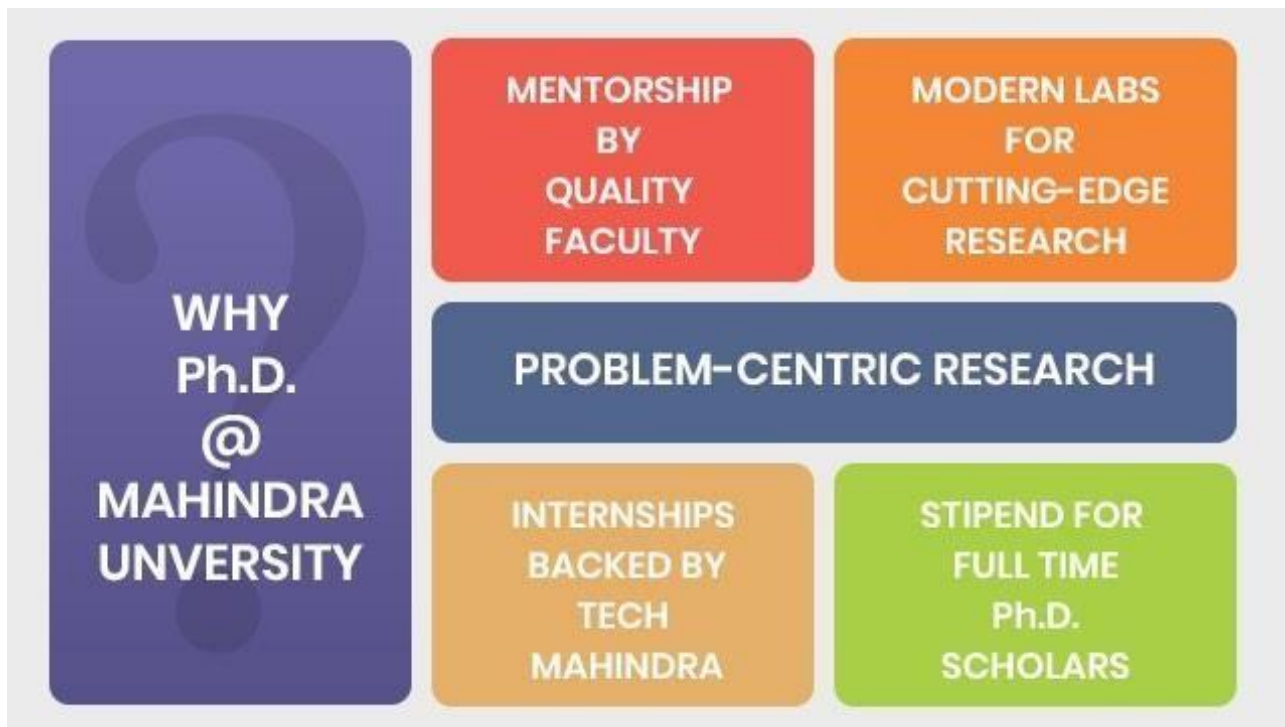 WHY
Ph.D.
@
MAHINDRA
UNVERSITY
MENTORSHIP
BY
QUALITY
FACULTY
MODERN LABS
FOR
CUTTING-EDGE
RESEARCH
PROBLEM-CENTRIC RESEARCH
INTERNSHIPS
BACKED BY
TECH
MAHINDRA
STIPEND FOR
FULL TIME
Ph.D.
SCHOLARS